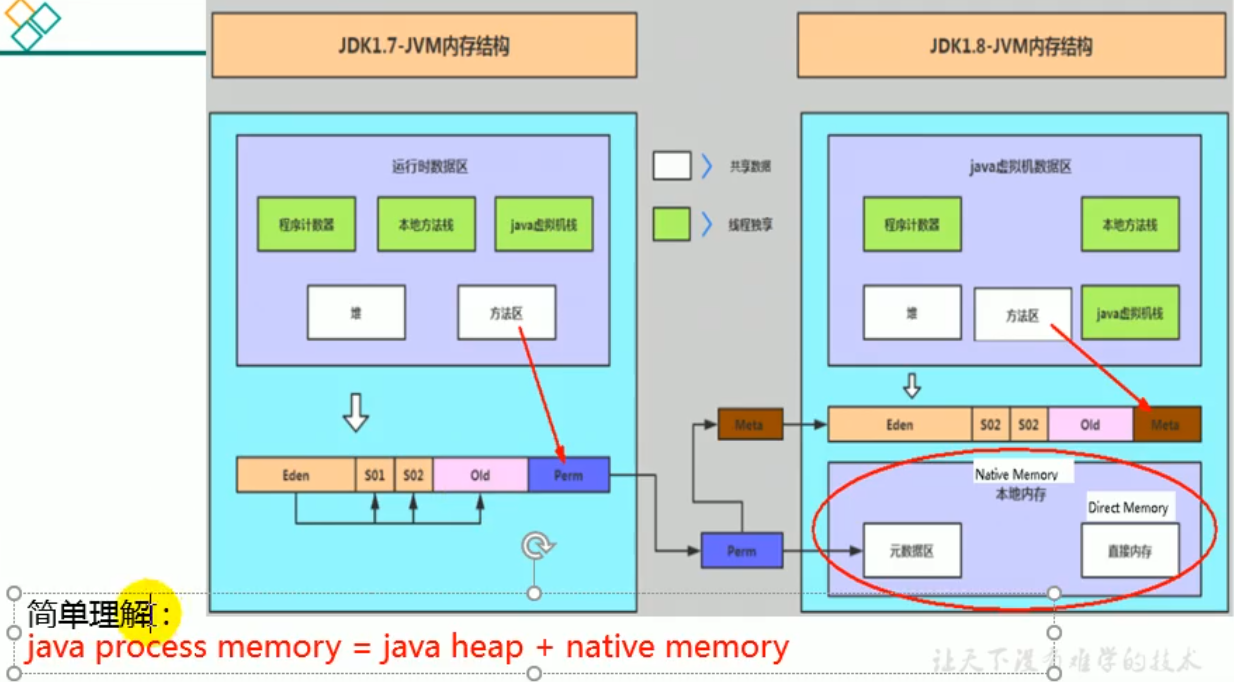 JDK1.7-JVM内存结构
JDK1.8-JVM内存结构
运行时数据区
程序计数器
本地方法栈
java虚拟机栈
堆
方法区
共享数据
线程独享
java虚拟机数据区
程序计数器
本地方法栈
堆
方法区
java虚拟机栈
Eden
S01
S02
Old
Perm
Meta
Perm
Eden
S02
S02
Old
Meta
Native Memory
本地内存
Direct Memory
元数据区
直接内存
简单理解：
java process memory = java heap + native memory
让天下没有难学的技术